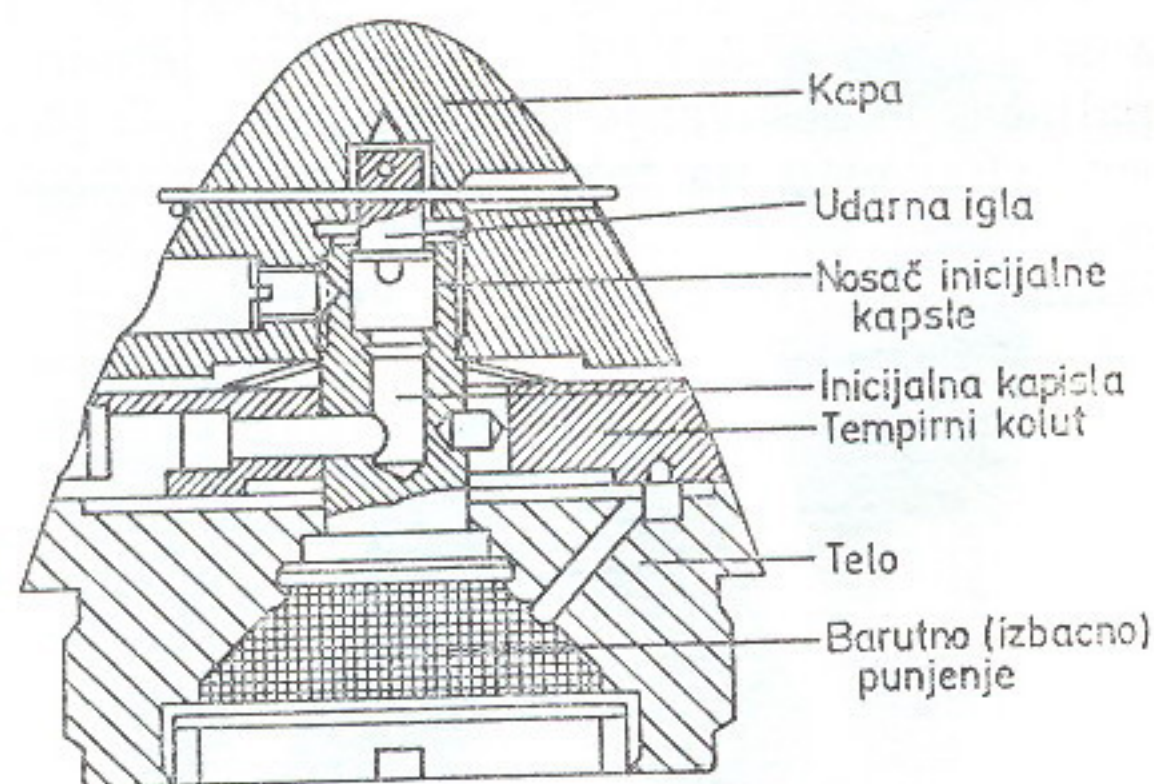 Kapa
Udarna igla
Nosač inicijalne
kapsle
Inicijalna kapisla
Tempirni kolut
Telo
Barutno (izbacno)
punjenje